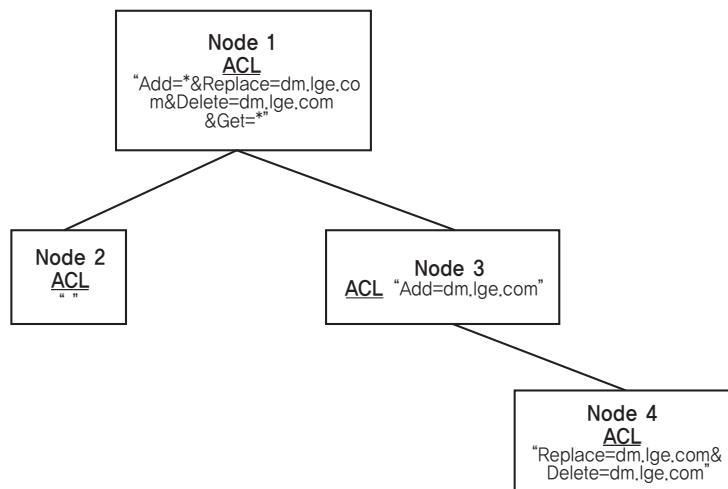 Node 1
ACL
“Add=*&Replace=dm.lge.co
m&Delete=dm.lge.com
&Get=*”
Node 2
ACL
“ ”
Node 3
ACL “Add=dm.lge.com”
Node 4
ACL
“Replace=dm.lge.com&
Delete=dm.lge.com”